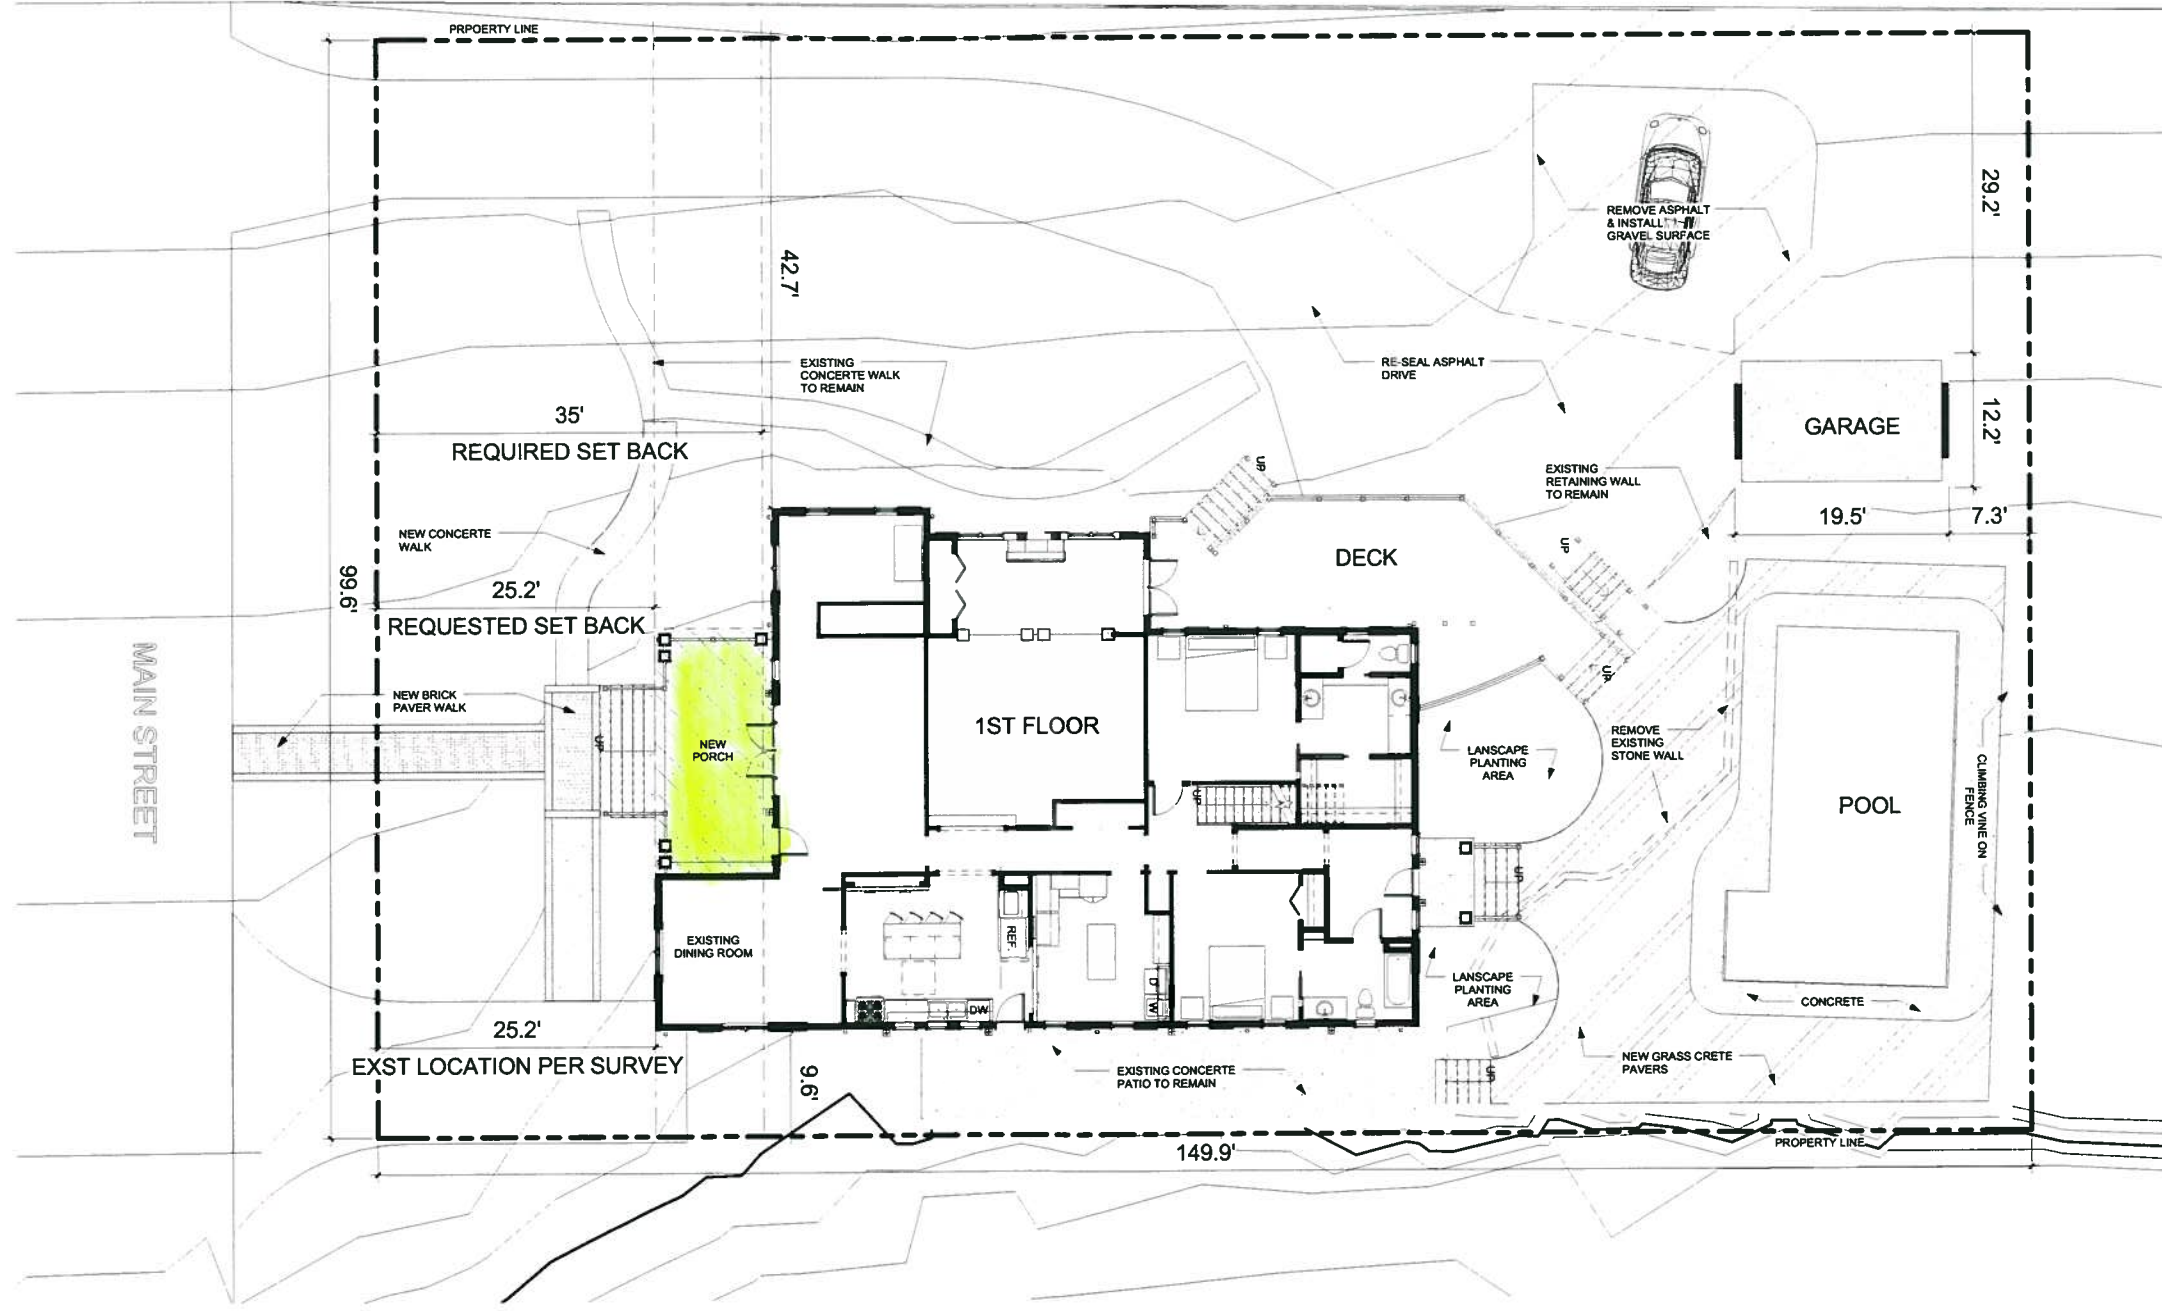 PRPOERTY LINE
29.2'
REMOVE ASPHALT
& INSTALL
GRAVEL SURFACE
42.7'
EXISTING
CONCERTE WALK
TO REMAIN
RE-SEAL ASPHALT
DRIVE
35'
REQUIRED SET BACK
GARAGE
12.2'
UP
EXISTING
RETAINING WALL
TO REMAIN
19.5'
7.3'
NEW CONCERTE
WALK
DECK
UP
99.6'
25.2'
REQUESTED SET BACK
UP
MAIN STREET
NEW BRICK
PAVER WALK
UP
NEW
PORCH
1ST FLOOR
LANSCAPE
PLANTING
AREA
REMOVE
EXISTING
STONE WALL
UP
POOL
CLIMBING VINE ON
FENCE
UP
EXISTING
DINING ROOM
REF.
D
W
DW
LANSCAPE
PLANTING
AREA
CONCRETE
25.2'
EXST LOCATION PER SURVEY
9.6'
EXISTING CONCERTE
PATIO TO REMAIN
UP
NEW GRASS CRETE
PAVERS
149.9'
PROPERTY LINE